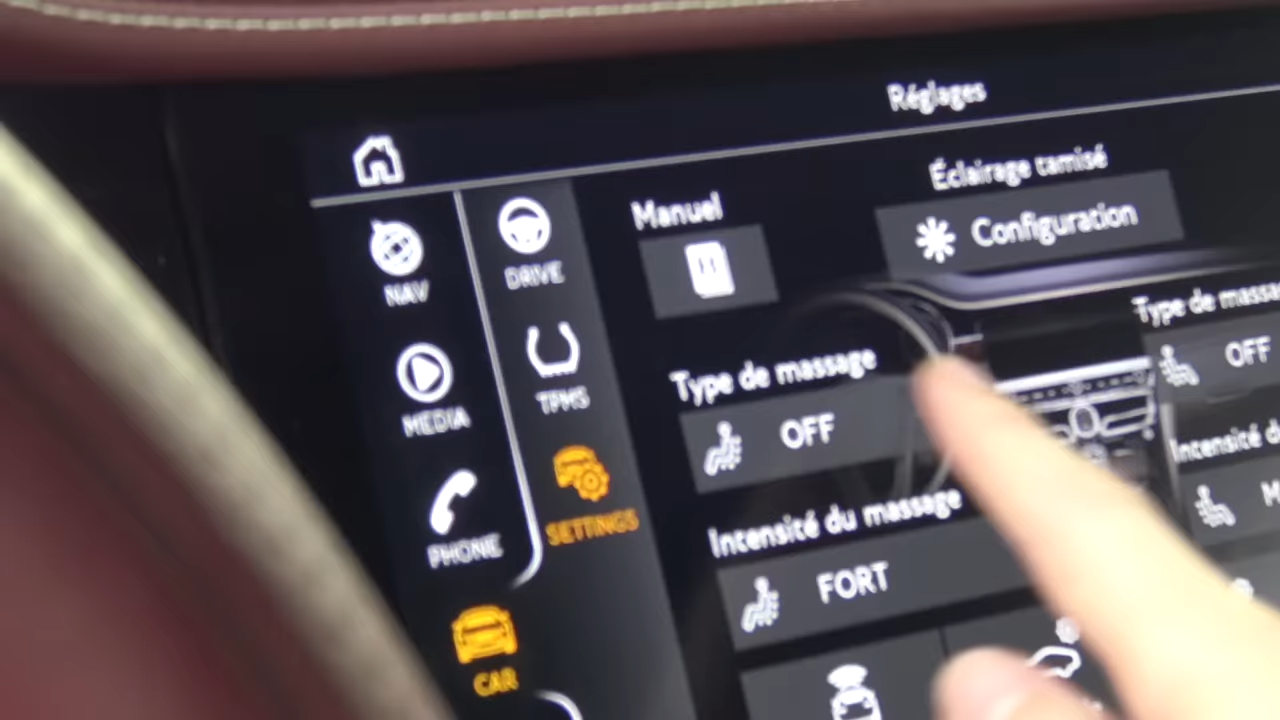 Réglages
Éclairage tamisé
Configuration
Manuel
NAV
DRIVE
MEDIA
TPMS
PHONE
SETTINGS
CAR
Type de massage
OFF
Intensité du massage
FORT
Type de
OFF
Intensité